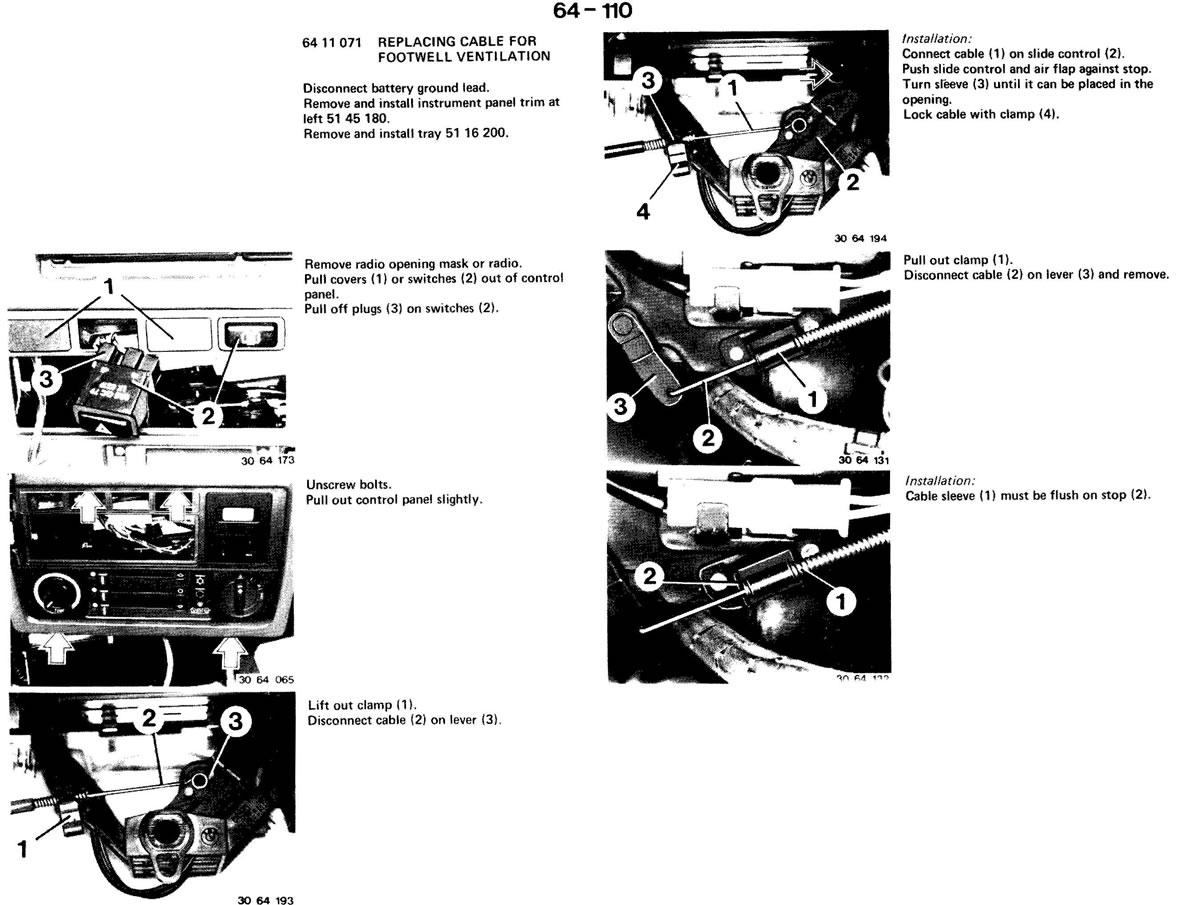 64 – 110
64 11 071 REPLACING CABLE FOR
FOOTWELL VENTILATION
Disconnect battery ground lead.
Remove and install instrument panel trim at
left 51 45 180.
Remove and install tray 51 16 200.
1
3
2
30 64 173
Remove radio opening mask or radio.
Pull covers (1) or switches (2) out of control
panel.
Pull off plugs (3) on switches (2).
30 64 065
Unscrew bolts.
Pull out control panel slightly.
2
3
1
30 64 193
Lift out clamp (1).
Disconnect cable (2) on lever (3).
3
1
2
4
30 64 194
Installation:
Connect cable (1) on slide control (2).
Push slide control and air flap against stop.
Turn sleeve (3) until it can be placed in the
opening.
Lock cable with clamp (4).
3
2
1
30 64 131
Pull out clamp (1).
Disconnect cable (2) on lever (3) and remove.
2
1
30 64 132
Installation:
Cable sleeve (1) must be flush on stop (2).